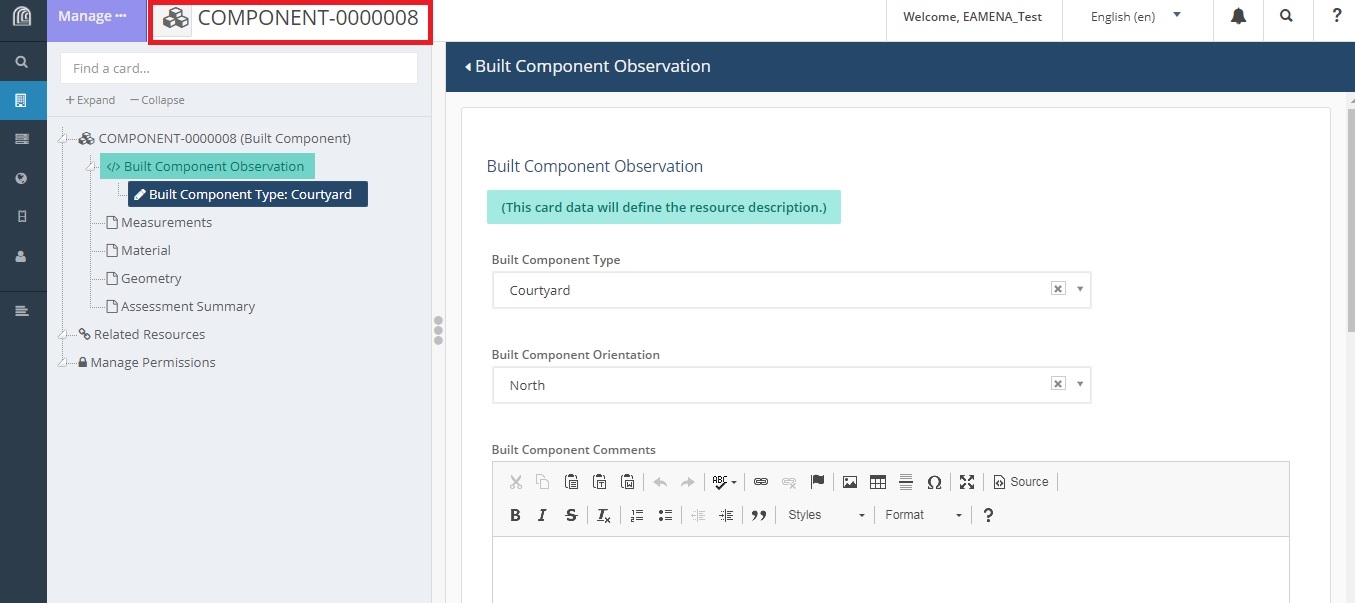 Manage
COMPONENT-0000008
Welcome, EAMENA_Test
English (en)
?
Find a card...
+ Expand
− Collapse
Built Component Observation
COMPONENT-0000008 (Built Component)
</> Built Component Observation
Built Component Type: Courtyard
Measurements
Material
Geometry
Assessment Summary
Related Resources
Manage Permissions
Built Component Observation
(This card data will define the resource description.)
Built Component Type
Courtyard
Built Component Orientation
North
Built Component Comments
ABC
Ω
Source
B I S Tx
Styles
Format
?